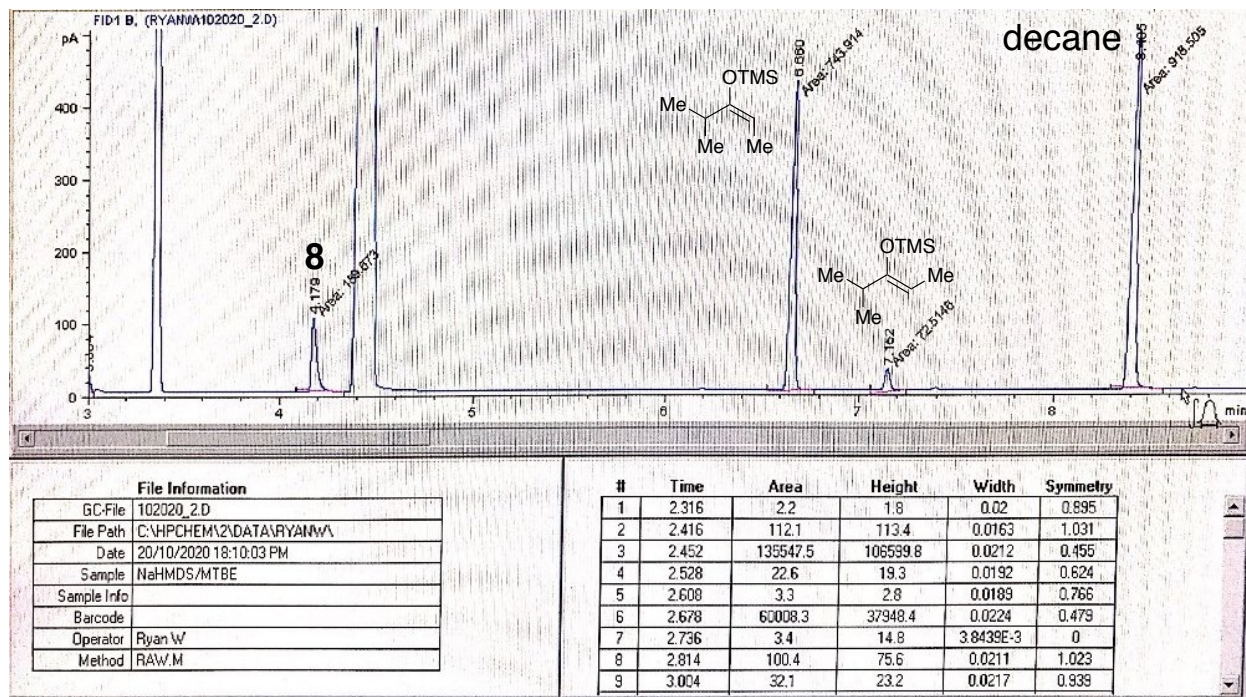 FID1 B, (RYANW\102020_2.D)
pA
400
300
200
100
0
3
4
5
6
7
8
min
8
4.179
Area:
OTMS
Me
Me
Me
6.660
Area: 743.914
OTMS
Me
Me
Me
Area: 72.5146
decane
8.405
Area: 918.505
File Information
GC-File 102020_2.D
File Path C:\HPCHEM\2\DATA\RYANW\
Date 20/10/2020 18:10:03 PM
Sample NaHMDS/MTBE
Sample Info
Barcode
Operator Ryan W
Method RAW.M
# Time Area Height Width Symmetry
1 2.316 2.2 1.8 0.02 0.895
2 2.416 112.1 113.4 0.0163 1.031
3 2.452 135547.5 106599.8 0.0212 0.455
4 2.528 22.6 19.3 0.0192 0.624
5 2.608 3.3 2.8 0.0189 0.766
6 2.678 60008.3 37948.4 0.0224 0.479
7 2.736 3.4 14.8 3.8439E-3 0
8 2.814 100.4 75.6 0.0211 1.023
9 3.004 32.1 23.2 0.0217 0.939